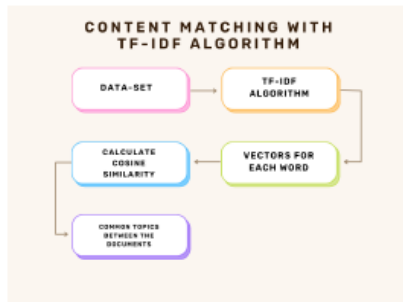 CONTENT MATCHING WITH
TF-IDF ALGORITHM
DATA-SET
TF-IDF
ALGORITHM
VECTORS FOR
EACH WORD
CALCULATE
COSINE
SIMILARITY
COMMON TOPICS
BETWEEN THE
DOCUMENTS